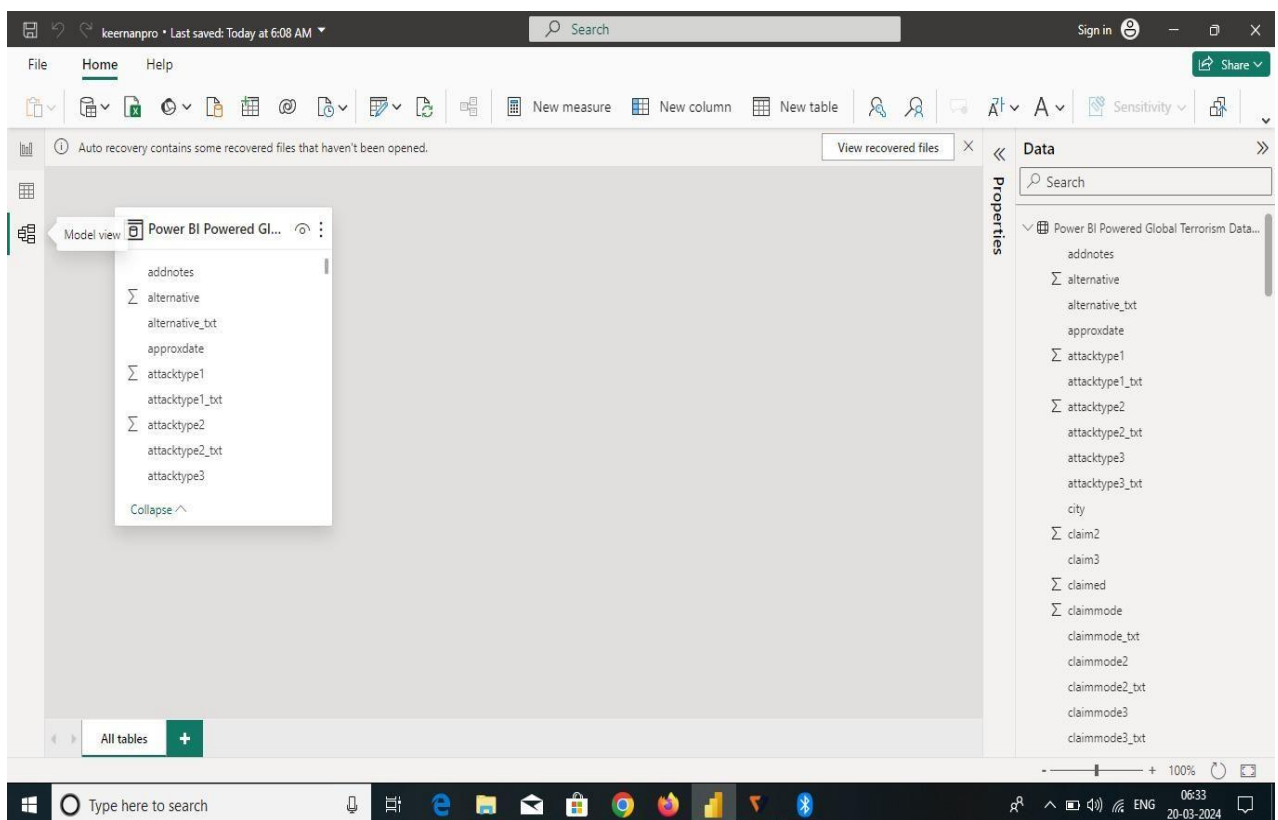 keernanpro • Last saved: Today at 6:08 AM
Search
Sign in
File Home Help
Share
New measure New column New table Sensitivity
Auto recovery contains some recovered files that haven't been opened.
View recovered files
Model view
Power BI Powered Gl...
addnotes
alternative
alternative_txt
approxdate
attacktype1
attacktype1_txt
attacktype2
attacktype2_txt
attacktype3
Collapse
All tables
Properties
Data
Search
Power BI Powered Global Terrorism Data...
addnotes
alternative
alternative_txt
approxdate
attacktype1
attacktype1_txt
attacktype2
attacktype2_txt
attacktype3
attacktype3_txt
city
claim2
claim3
claimed
claimmode
claimmode_txt
claimmode2
claimmode2_txt
claimmode3
claimmode3_txt
- + 100%
Type here to search
ENG
06:33
20-03-2024